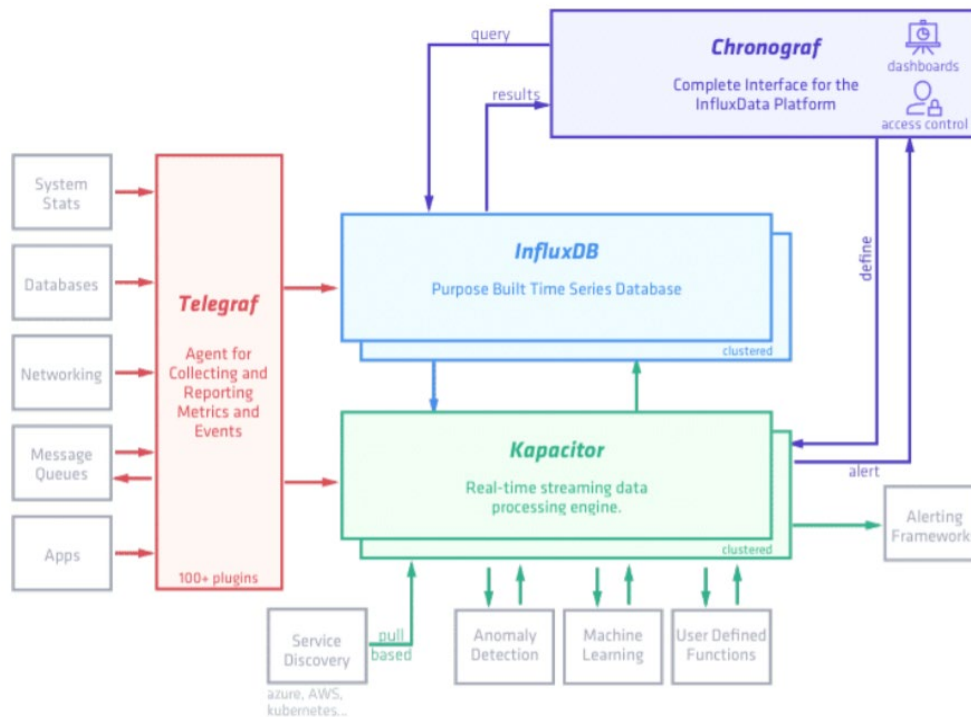 query
Chronograf
dashboards
Complete Interface for the
InfluxData Platform
results
access control
System
Stats
Databases
Networking
Message
Queues
Apps
Telegraf
Agent for
Collecting and
Reporting
Metrics and
Events
100+ plugins
InfluxDB
Purpose Built Time Series Database
clustered
define
Kapacitor
Real-time streaming data
processing engine.
clustered
alert
Alerting
Framework
Service
Discovery
pull
based
azure, AWS,
kubernetes...
Anomaly
Detection
Machine
Learning
User Defined
Functions